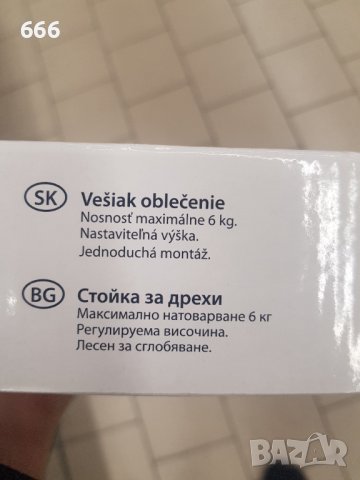 666
SK Vešiak oblečenie
Nosnosť maximálne 6 kg.
Nastaviteľná výška.
Jednoduchá montáž.
BG Стойка за дрехи
Максимално натоварване 6 кг
Регулируема височина.
Лесен за сглобяване.
BAZAR